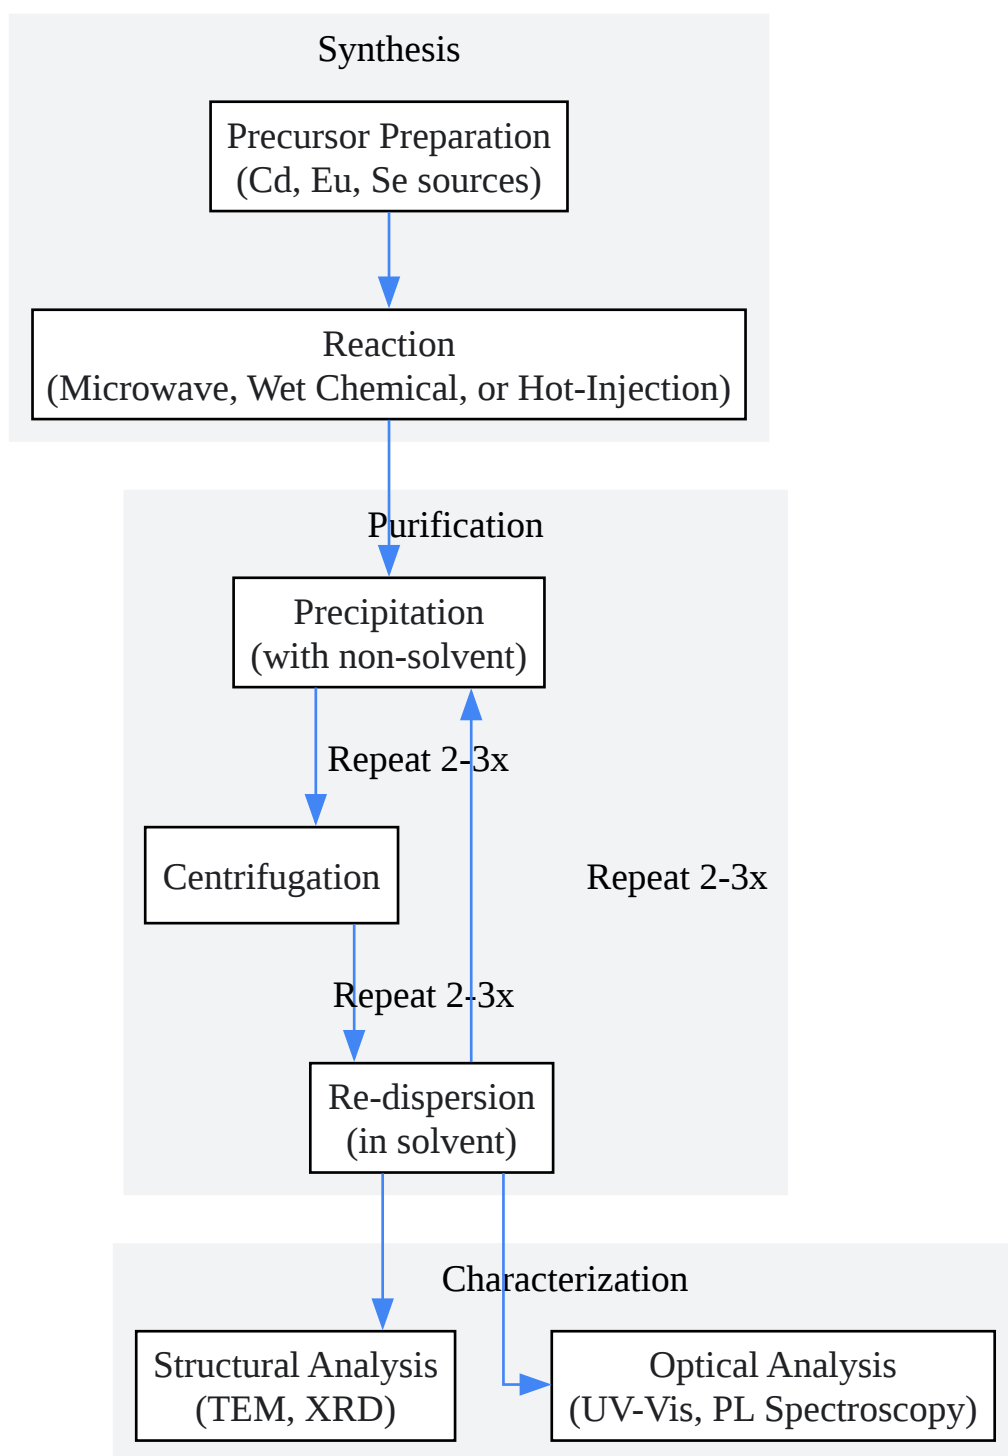 Synthesis
Precursor Preparation
(Cd, Eu, Se sources)
Reaction
(Microwave, Wet Chemical, or Hot-Injection)
Purification
Precipitation
(with non-solvent)
Repeat 2-3x
Centrifugation
Repeat 2-3x
Repeat 2-3x
Re-dispersion
(in solvent)
Characterization
Structural Analysis
(TEM, XRD)
Optical Analysis
(UV-Vis, PL Spectroscopy)